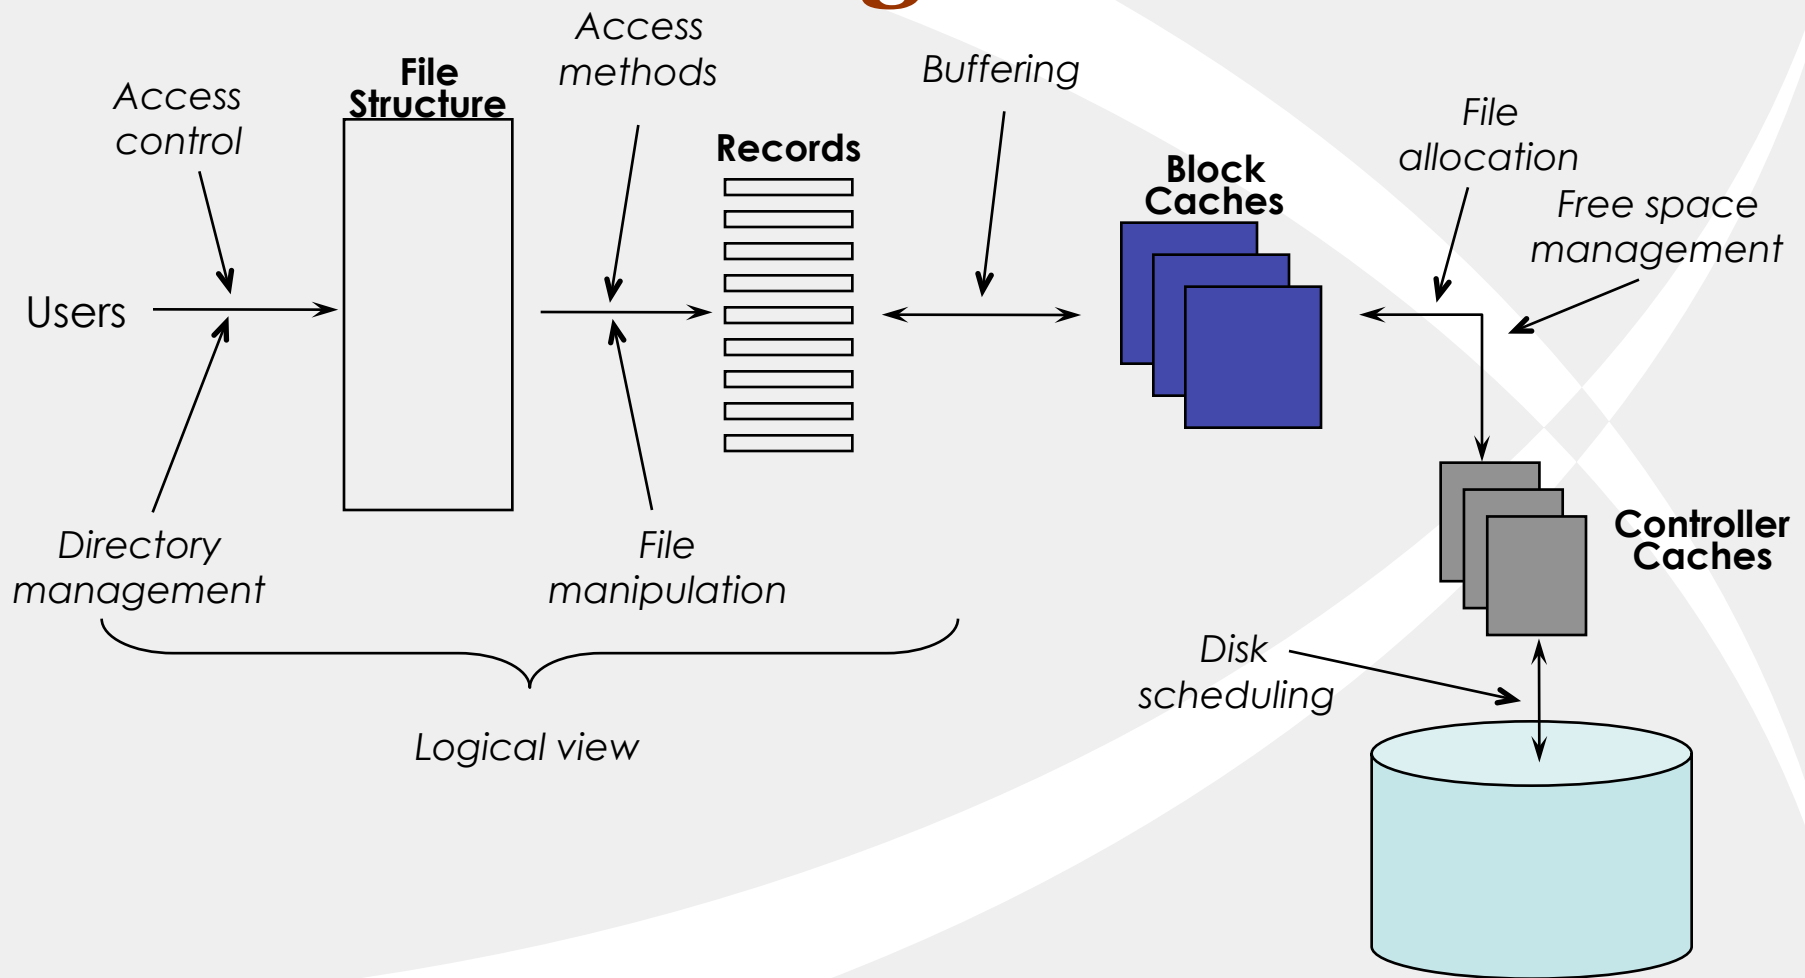 Access
methods
File
Structure
Buffering
Access
control
File
allocation
Records
Block
Caches
Free space
management
Users
Controller
Caches
Directory
management
File
manipulation
Disk
scheduling
Logical view